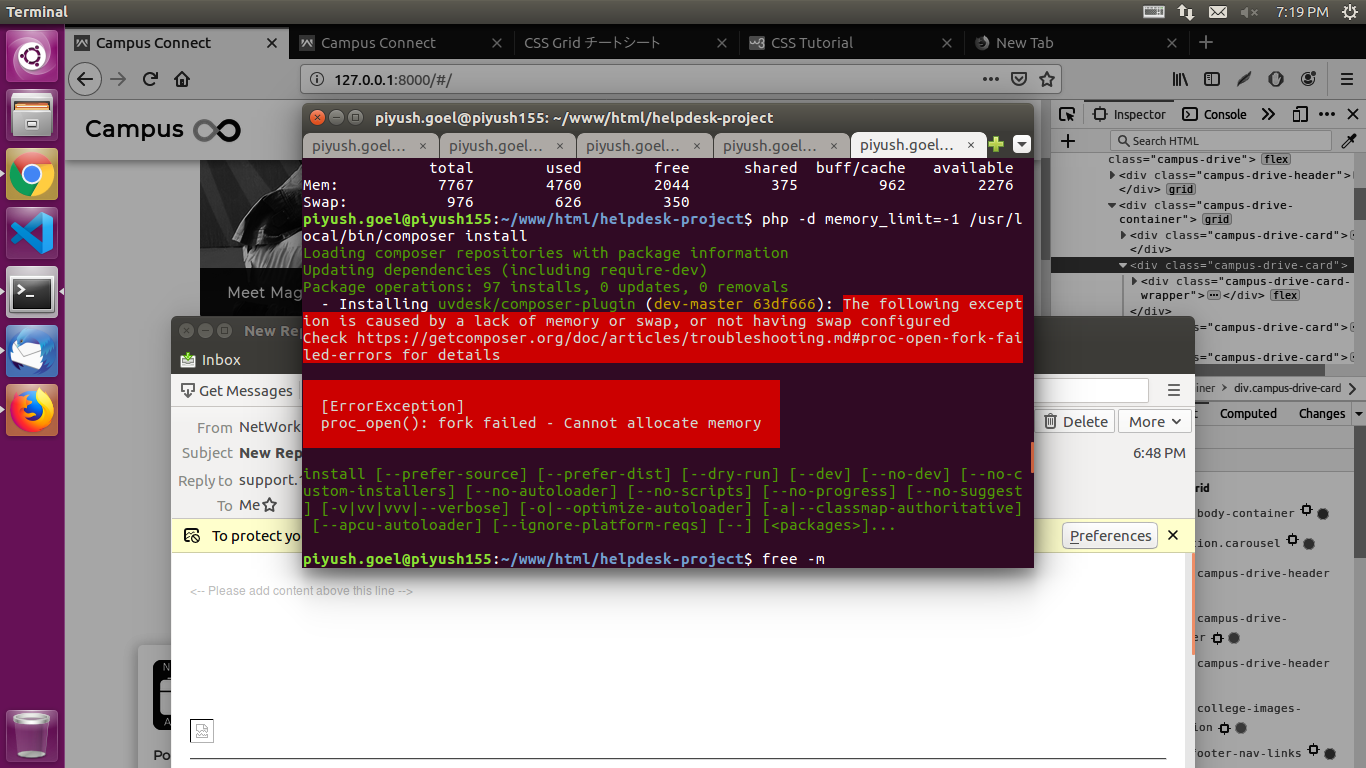 Terminal
7:19 PM
Campus Connect
Campus Connect
CSS Grid チートシート
CSS Tutorial
New Tab
127.0.0.1:8000/#/
Campus
Meet Mag
Inspector
Console
Search HTML
class="campus-drive"> flex
<div class="campus-drive-header">
</div> grid
<div class="campus-drive-
container"> grid
<div class="campus-drive-card">
</div>
<div class="campus-drive-card">
<div class="campus-drive-card-
wrapper"> </div> flex
</div>
iner
div.campus-drive-card
Computed
Changes
rid
body-container
tion.carousel
campus-drive-header
campus-drive-
er
campus-drive-header
college-images-
tion
footer-nav-links
piyush.goel@piyush155: ~/www/html/helpdesk-project
piyush.goel...
piyush.goel...
piyush.goel...
piyush.goel...
piyush.goel...
total used free shared buff/cache available
Mem: 7767 4760 2044 375 962 2276
Swap: 976 626 350
piyush.goel@piyush155:~/www/html/helpdesk-project$ php -d memory_limit=-1 /usr/l
ocal/bin/composer install
Loading composer repositories with package information
Updating dependencies (including require-dev)
Package operations: 97 installs, 0 updates, 0 removals
- Installing uvdesk/composer-plugin (dev-master 63df666): The following except
ion is caused by a lack of memory or swap, or not having swap configured
Check https://getcomposer.org/doc/articles/troubleshooting.md#proc-open-fork-fai
led-errors for details
[ErrorException]
proc_open(): fork failed - Cannot allocate memory
install [--prefer-source] [--prefer-dist] [--dry-run] [--dev] [--no-dev] [--no-c
ustom-installers] [--no-autoloader] [--no-scripts] [--no-progress] [--no-suggest
] [-v|vv|vvv|--verbose] [-o|--optimize-autoloader] [-a|--classmap-authoritative]
[--apcu-autoloader] [--ignore-platform-reqs] [--] [<packages>]...
piyush.goel@piyush155:~/www/html/helpdesk-project$ free -m
New Rep
Inbox
Get Messages
From NetWork
Subject New Rep
Reply to support.
To Me
Delete
More
6:48 PM
To protect yo
Preferences
<-- Please add content above this line -->
N
A
Po